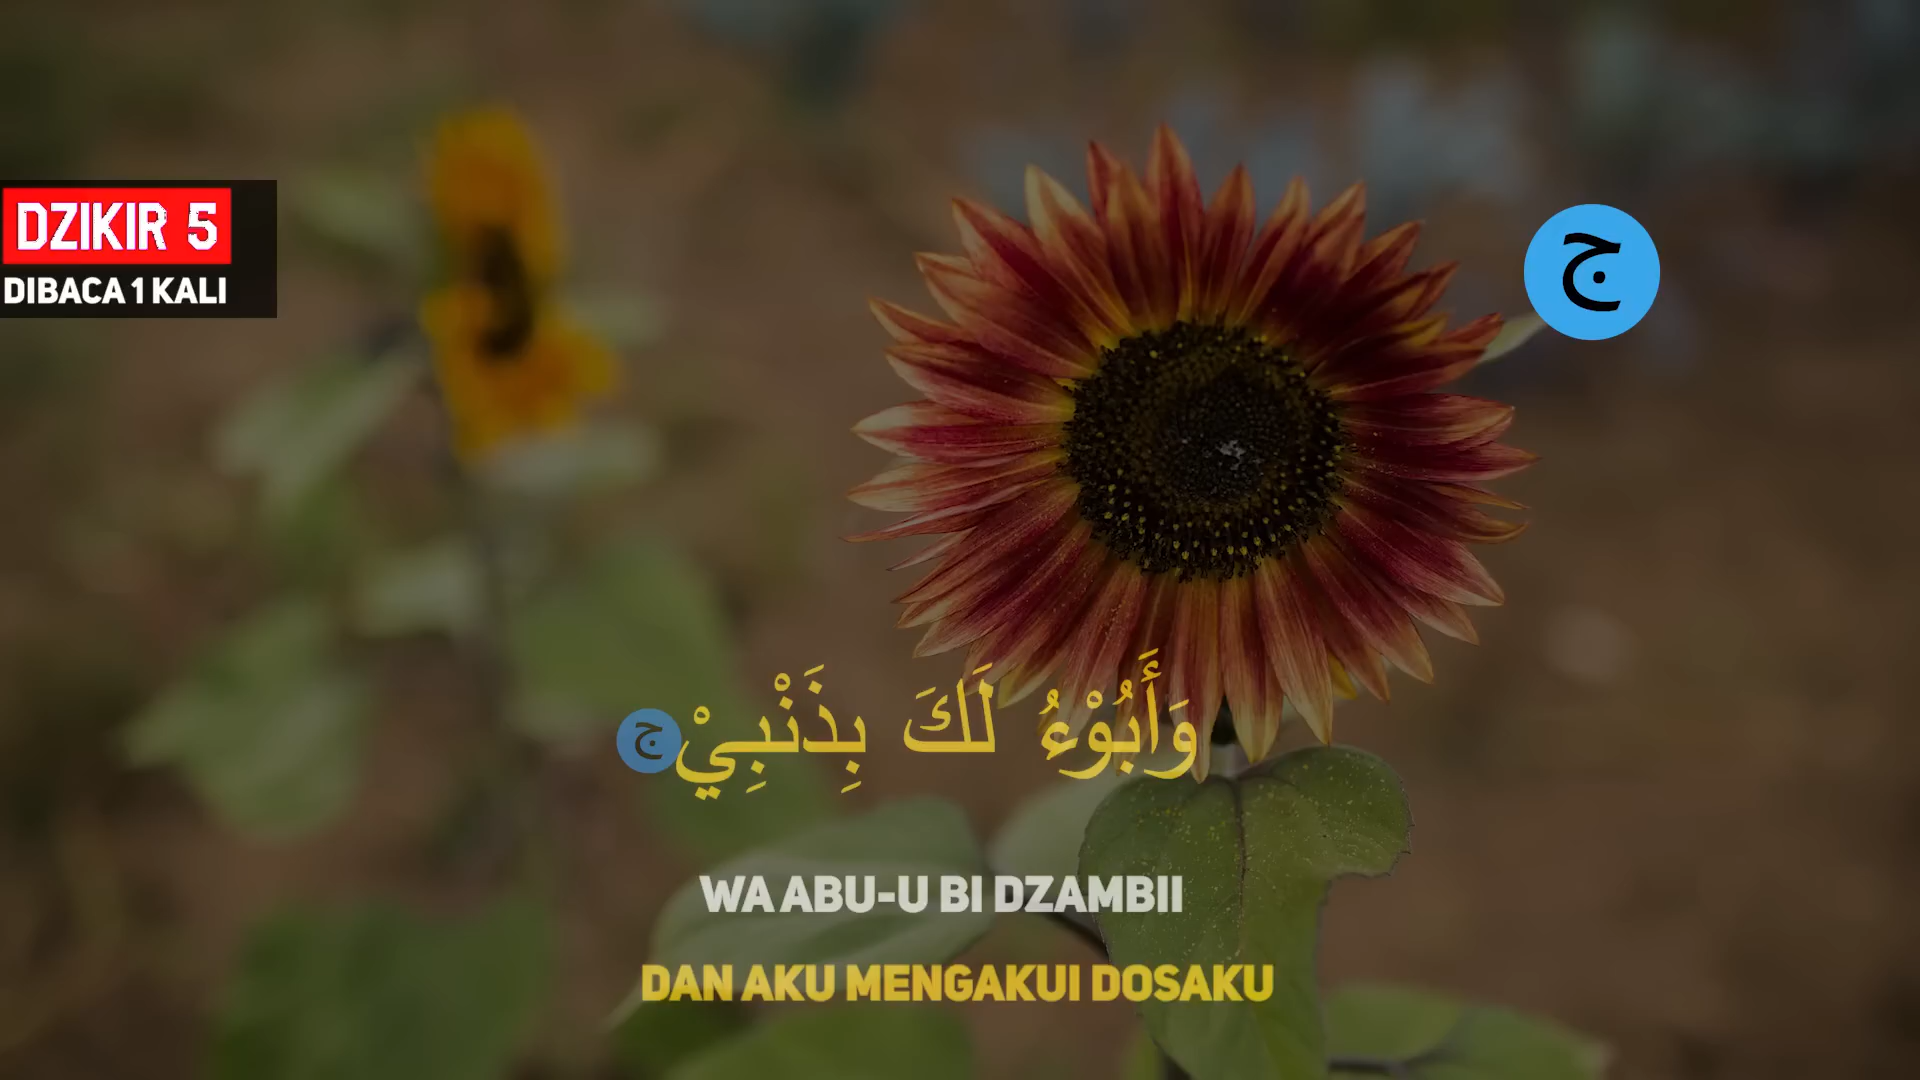 DZIKIR 5
DIBACA 1 KALI
ج
وَأَبُوْءُ لَكَ بِذَنْبِيْ ج
WA ABU-U BI DZAMBII
DAN AKU MENGAKUI DOSAKU